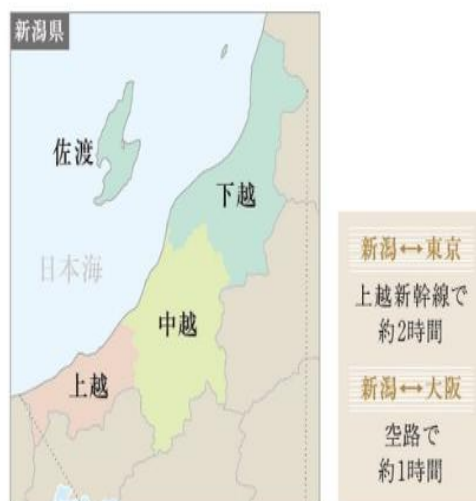 新潟県
佐渡
下越
日本海
中越
上越
新潟↔東京
上越新幹線で
約2時間
新潟↔大阪
空路で
約1時間